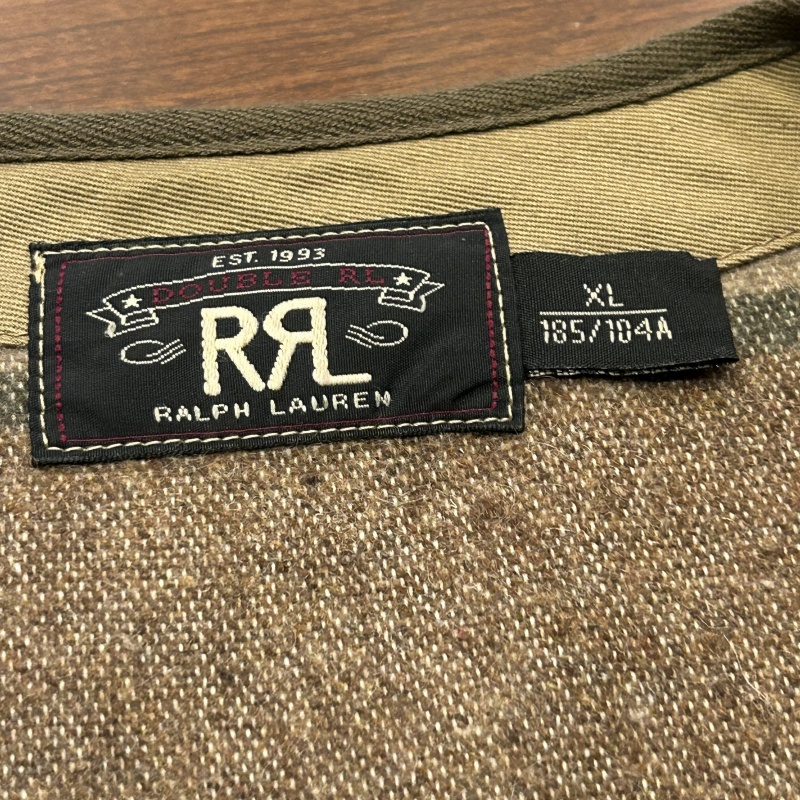 EST. 1993
DOUBLE RL
RRL
RALPH LAUREN
XL
185/104A